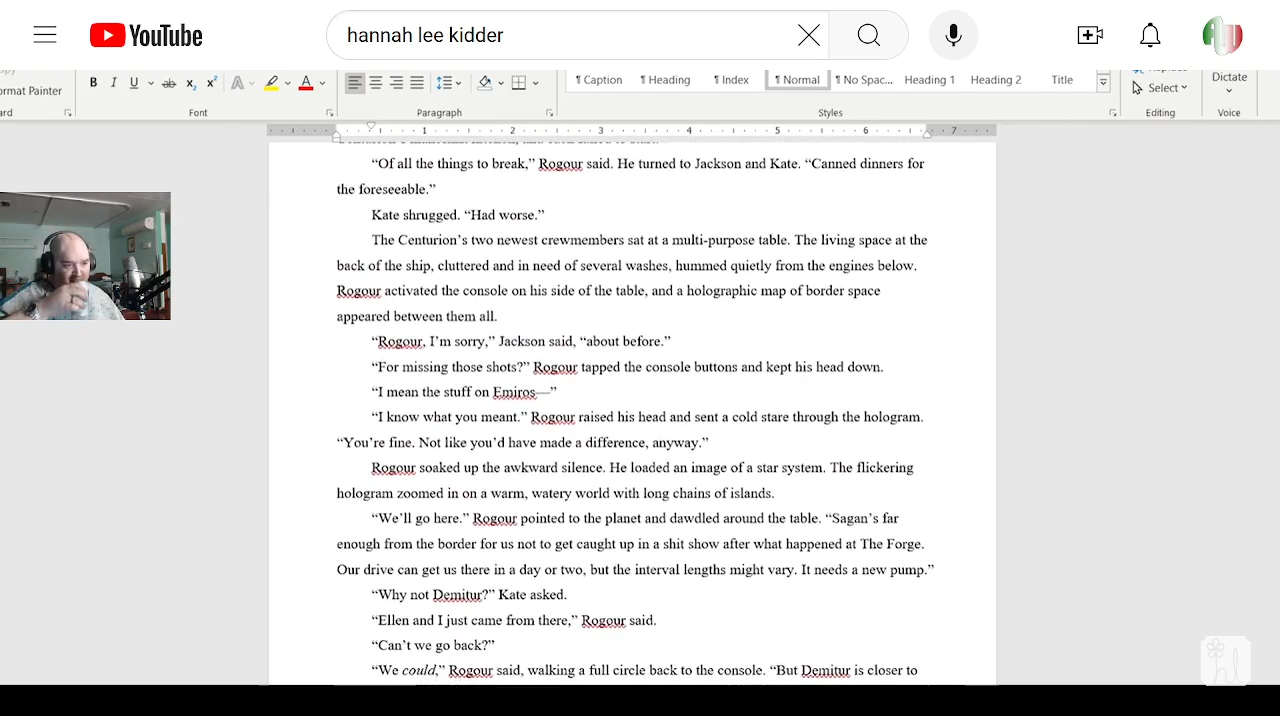 YouTube
hannah lee kidder
ormat Painter
B I U ab x₂ x² A A
¶ Caption ¶ Heading ¶ Index ¶ Normal ¶ No Spac... Heading 1 Heading 2 Title
Select
Dictate
ard Font Paragraph Styles Editing Voice
1 2 3 4 5 6 7
“Of all the things to break,” Rogour said. He turned to Jackson and Kate. “Canned dinners for
the foreseeable.”
Kate shrugged. “Had worse.”
The Centurion’s two newest crewmembers sat at a multi-purpose table. The living space at the
back of the ship, cluttered and in need of several washes, hummed quietly from the engines below.
Rogour activated the console on his side of the table, and a holographic map of border space
appeared between them all.
“Rogour, I’m sorry,” Jackson said, “about before.”
“For missing those shots?” Rogour tapped the console buttons and kept his head down.
“I mean the stuff on Emiros—”
“I know what you meant.” Rogour raised his head and sent a cold stare through the hologram.
“You’re fine. Not like you’d have made a difference, anyway.”
Rogour soaked up the awkward silence. He loaded an image of a star system. The flickering
hologram zoomed in on a warm, watery world with long chains of islands.
“We’ll go here.” Rogour pointed to the planet and dawdled around the table. “Sagan’s far
enough from the border for us not to get caught up in a shit show after what happened at The Forge.
Our drive can get us there in a day or two, but the interval lengths might vary. It needs a new pump.”
“Why not Demitur?” Kate asked.
“Ellen and I just came from there,” Rogour said.
“Can’t we go back?”
“We could,” Rogour said, walking a full circle back to the console. “But Demitur is closer to
hl